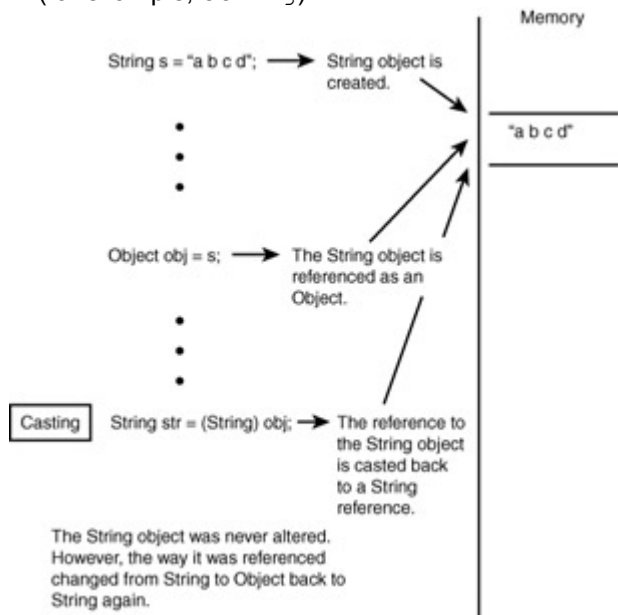 Memory
String s = "a b c d";
String object is
created.
"a b c d"
Object obj = s;
The String object is
referenced as an
Object.
Casting
String str = (String) obj;
The reference to
the String object
is casted back
to a String
reference.
The String object was never altered.
However, the way it was referenced
changed from String to Object back to
String again.